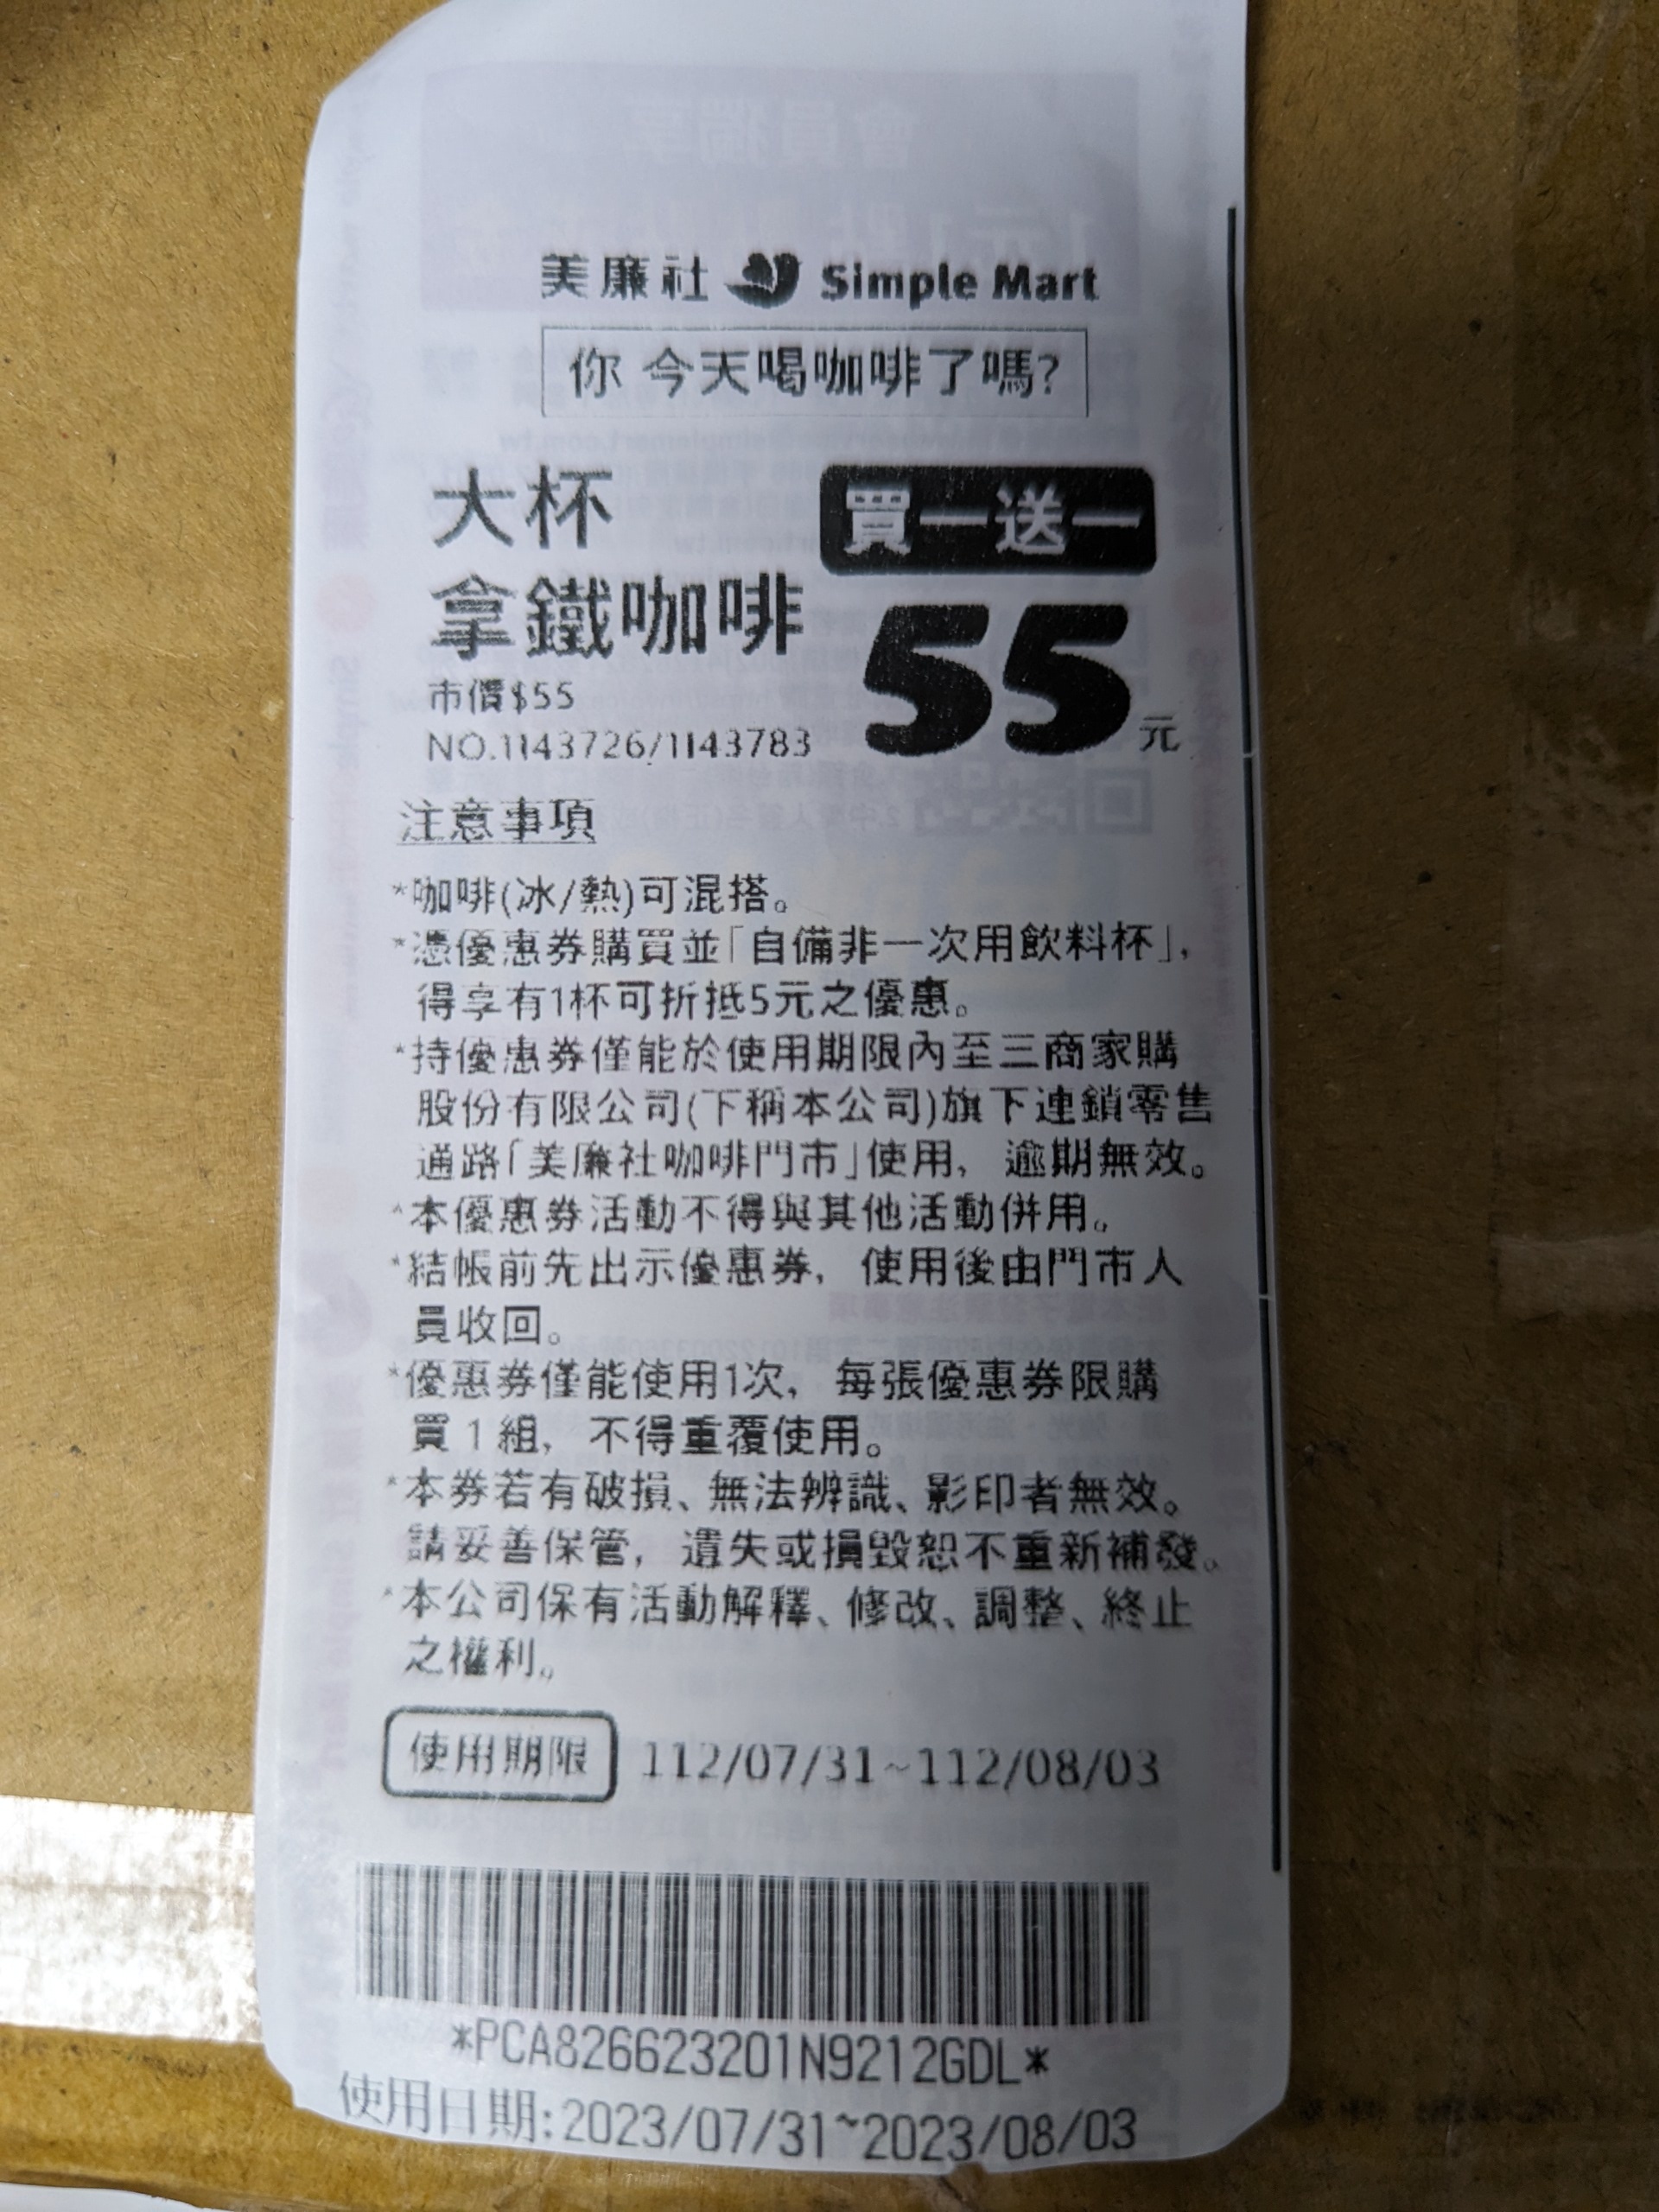 美廉社 Simple Mart
你 今天喝咖啡了嗎?
大杯
拿鐵咖啡
買一送一
55元
市價$55
NO.1143726/1143783
注意事項
*咖啡(冰/熱)可混搭。
*憑優惠券購買並「自備非一次用飲料杯」,
得享有1杯可折抵5元之優惠。
*持優惠券僅能於使用期限內至三商家購
股份有限公司(下稱本公司)旗下連鎖零售
通路「美廉社咖啡門市」使用, 逾期無效。
*本優惠券活動不得與其他活動併用。
*結帳前先出示優惠券, 使用後由門市人
員收回。
*優惠券僅能使用1次, 每張優惠券限購
買1組, 不得重覆使用。
*本券若有破損、無法辨識、影印者無效。
請妥善保管, 遺失或損毀恕不重新補發。
*本公司保有活動解釋、修改、調整、終止
之權利。
使用期限 112/07/31~112/08/03
*PCA826623201N9212GDL*
使用日期:2023/07/31~2023/08/03